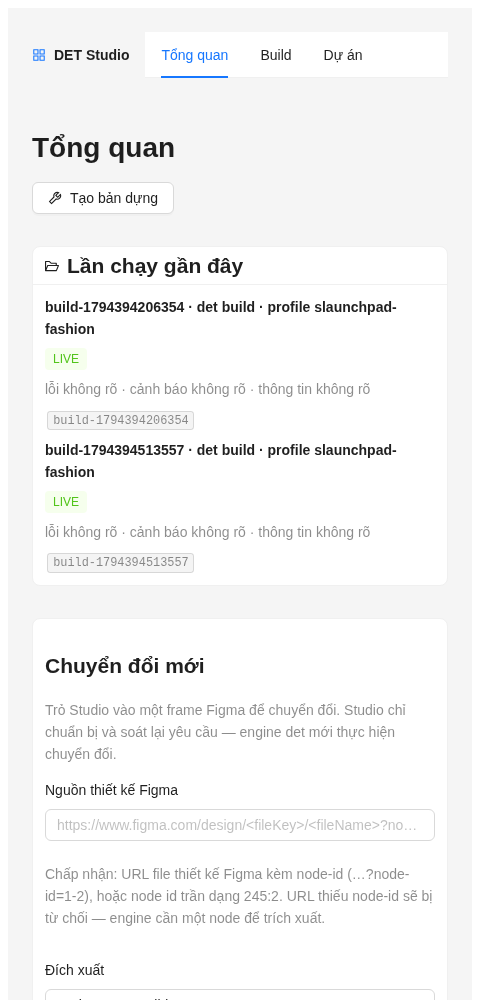 DET Studio
Tổng quan
Build
Dự án
Tổng quan
Tạo bản dựng
Lần chạy gần đây
build-1794394206354 · det build · profile slaunchpad-
fashion
LIVE
lỗi không rõ · cảnh báo không rõ · thông tin không rõ
build-1794394206354
build-1794394513557 · det build · profile slaunchpad-
fashion
LIVE
lỗi không rõ · cảnh báo không rõ · thông tin không rõ
build-1794394513557
Chuyển đổi mới
Trỏ Studio vào một frame Figma để chuyển đổi. Studio chỉ
chuẩn bị và soát lại yêu cầu — engine det mới thực hiện
chuyển đổi.
Nguồn thiết kế Figma
https://www.figma.com/design/<fileKey>/<fileName>?no…
Chấp nhận: URL file thiết kế Figma kèm node-id (…?node-
id=1-2), hoặc node id trần dạng 245:2. URL thiếu node-id sẽ bị
từ chối — engine cần một node để trích xuất.
Đích xuất